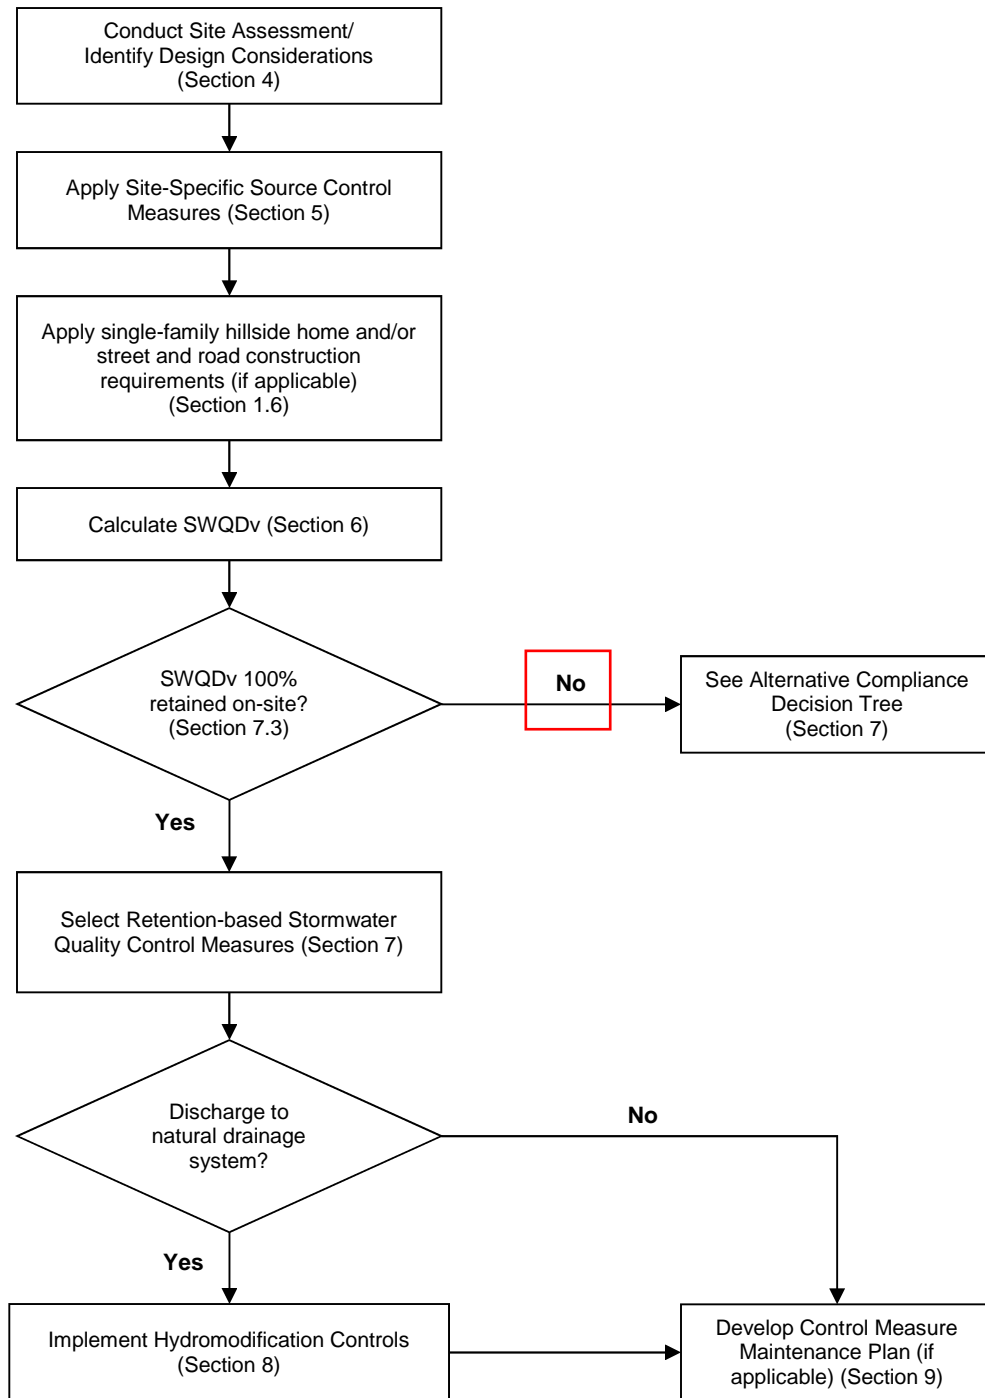 Conduct Site Assessment/
Identify Design Considerations
(Section 4)
Apply Site-Specific Source Control
Measures (Section 5)
Apply single-family hillside home and/or
street and road construction
requirements (if applicable)
(Section 1.6)
Calculate SWQDv (Section 6)
SWQDv 100%
retained on-site?
(Section 7.3)
No
See Alternative Compliance
Decision Tree
(Section 7)
Yes
Select Retention-based Stormwater
Quality Control Measures (Section 7)
Discharge to
natural drainage
system?
No
Yes
Implement Hydromodification Controls
(Section 8)
Develop Control Measure
Maintenance Plan (if
applicable) (Section 9)